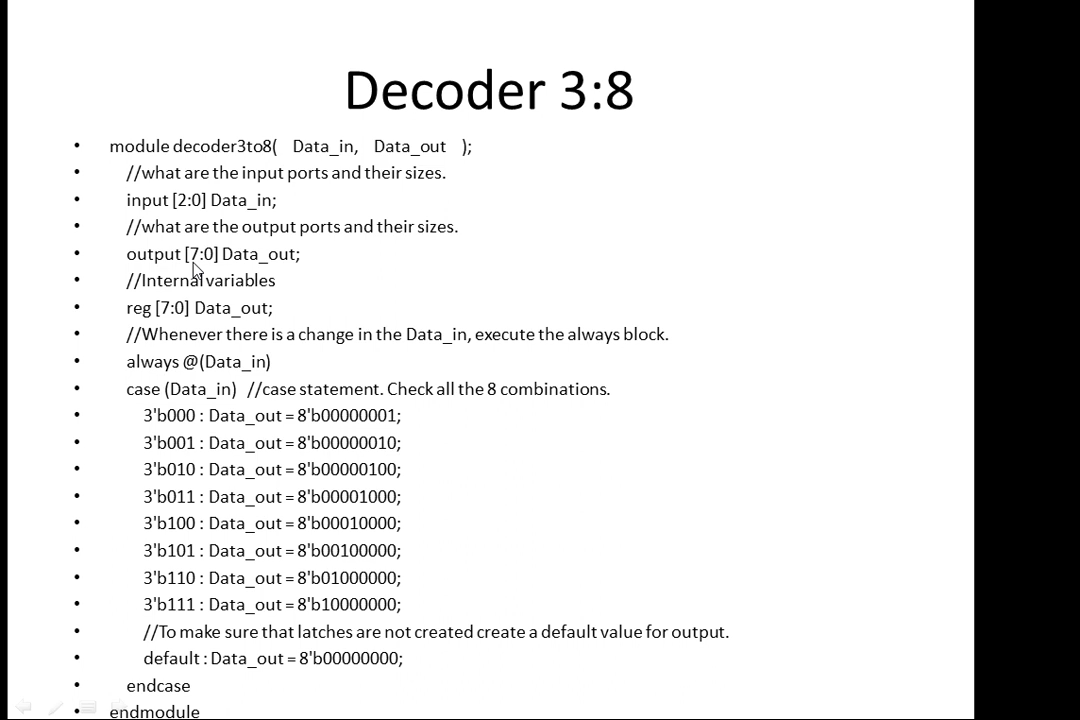 Decoder 3:8
• module decoder3to8( Data_in, Data_out );
• //what are the input ports and their sizes.
• input [2:0] Data_in;
• //what are the output ports and their sizes.
• output [7:0] Data_out;
• //Internal variables
• reg [7:0] Data_out;
• //Whenever there is a change in the Data_in, execute the always block.
• always @(Data_in)
• case (Data_in) //case statement. Check all the 8 combinations.
• 3'b000 : Data_out = 8'b00000001;
• 3'b001 : Data_out = 8'b00000010;
• 3'b010 : Data_out = 8'b00000100;
• 3'b011 : Data_out = 8'b00001000;
• 3'b100 : Data_out = 8'b00010000;
• 3'b101 : Data_out = 8'b00100000;
• 3'b110 : Data_out = 8'b01000000;
• 3'b111 : Data_out = 8'b10000000;
• //To make sure that latches are not created create a default value for output.
• default : Data_out = 8'b00000000;
• endcase
• endmodule